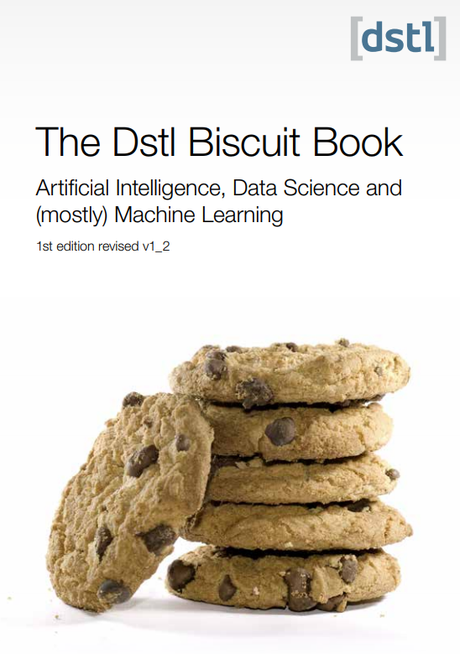 [dstl]
The Dstl Biscuit Book
Artificial Intelligence, Data Science and
(mostly) Machine Learning
1st edition revised v1_2